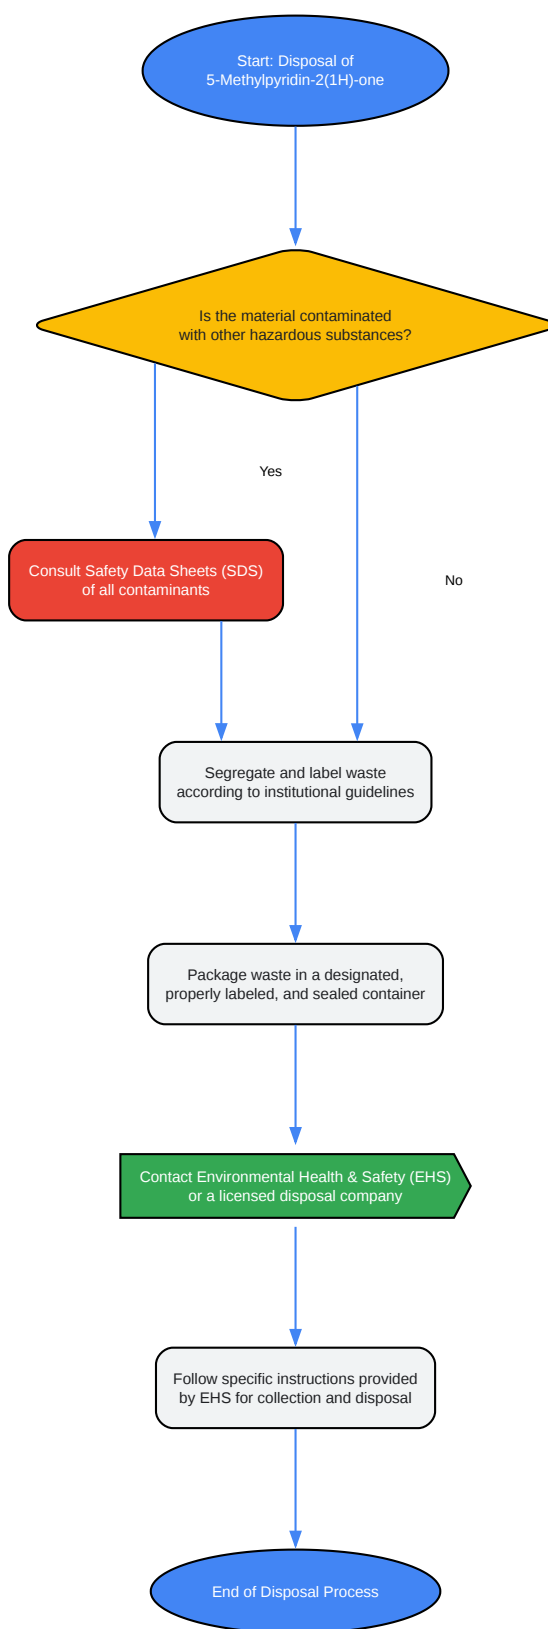 Start: Disposal of
5-Methylpyridin-2(1H)-one
Is the material contaminated
with other hazardous substances?
Yes
Consult Safety Data Sheets (SDS)
of all contaminants
No
Segregate and label waste
according to institutional guidelines
Package waste in a designated,
properly labeled, and sealed container
Contact Environmental Health & Safety (EHS)
or a licensed disposal company
Follow specific instructions provided
by EHS for collection and disposal
End of Disposal Process